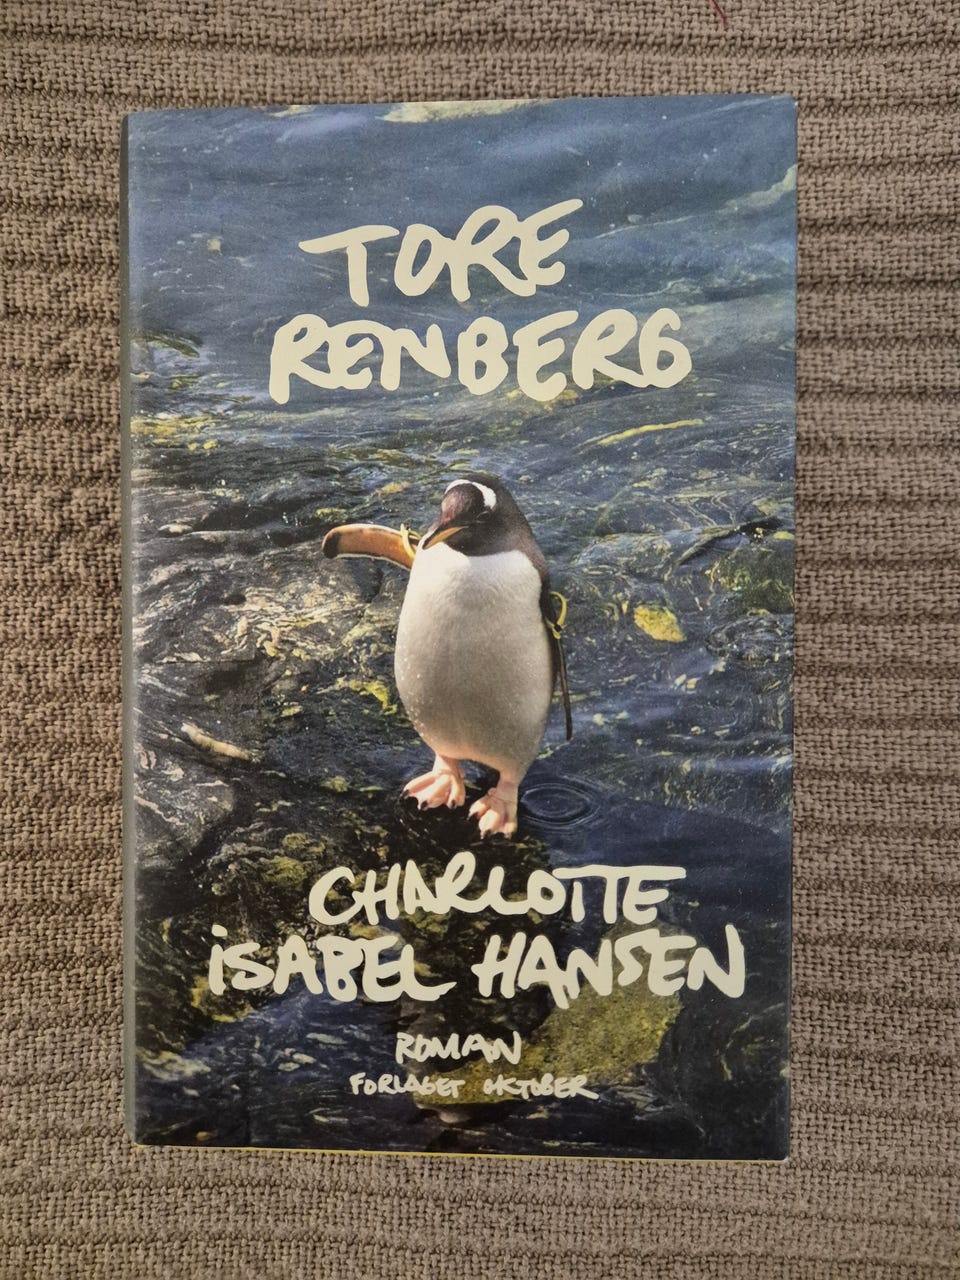 TORE
RENBERG
CHARLOTTE
iSABEL HANSEN
ROMAN
FORLAGET OKTOBER